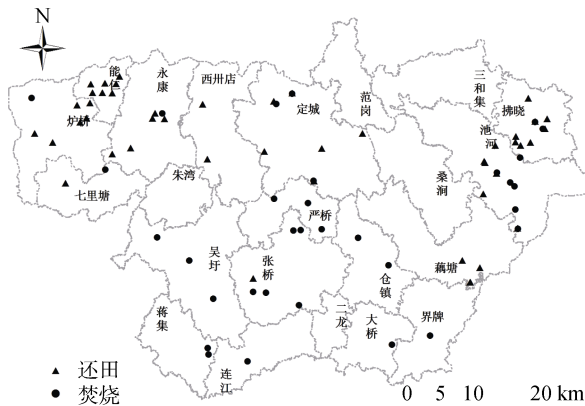 N
能仁
永康
西卅店
定城
范岗
三和集
拂晓
炉桥
池河
七里塘
朱湾
桑涧
严桥
吴圩
张桥
仓镇
藕塘
蒋集
二龙
大桥
界牌
连江
还田
焚烧
0 5 10 20 km